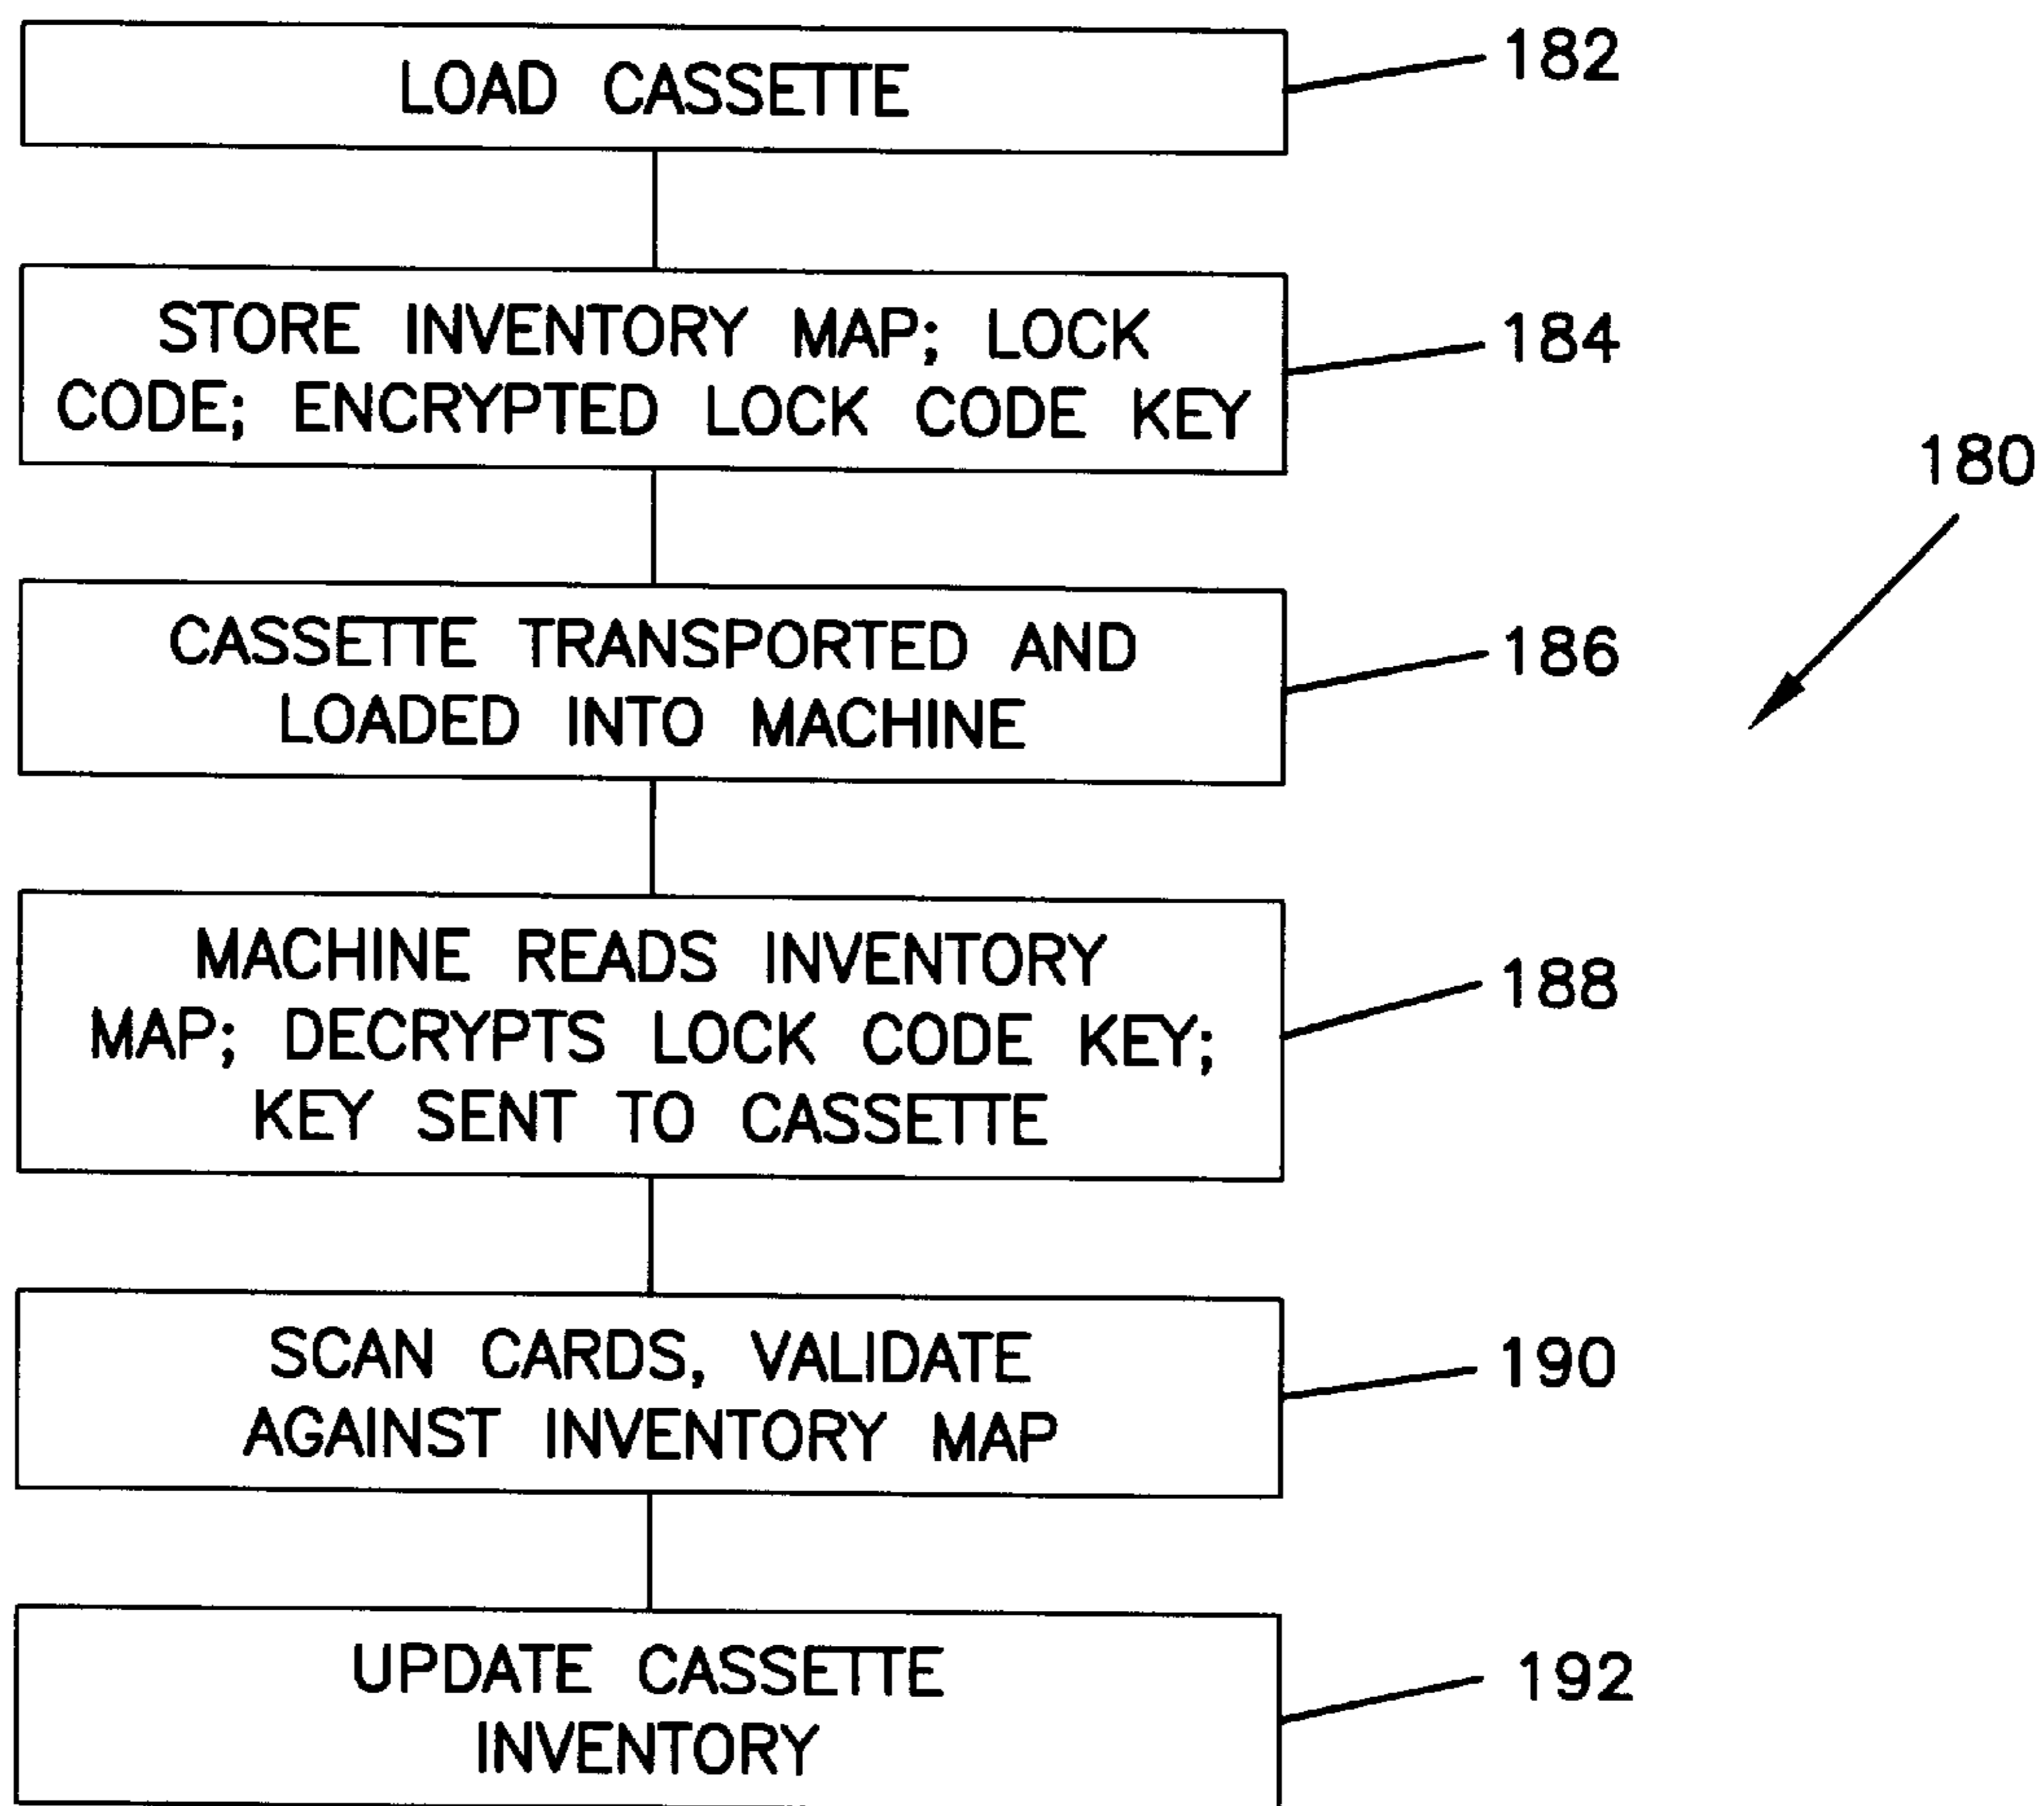 LOAD CASSETTE
182
STORE INVENTORY MAP; LOCK
CODE; ENCRYPTED LOCK CODE KEY
184
180
CASSETTE TRANSPORTED AND
LOADED INTO MACHINE
186
MACHINE READS INVENTORY
MAP; DECRYPTS LOCK CODE KEY;
KEY SENT TO CASSETTE
188
SCAN CARDS, VALIDATE
AGAINST INVENTORY MAP
190
UPDATE CASSETTE
INVENTORY
192